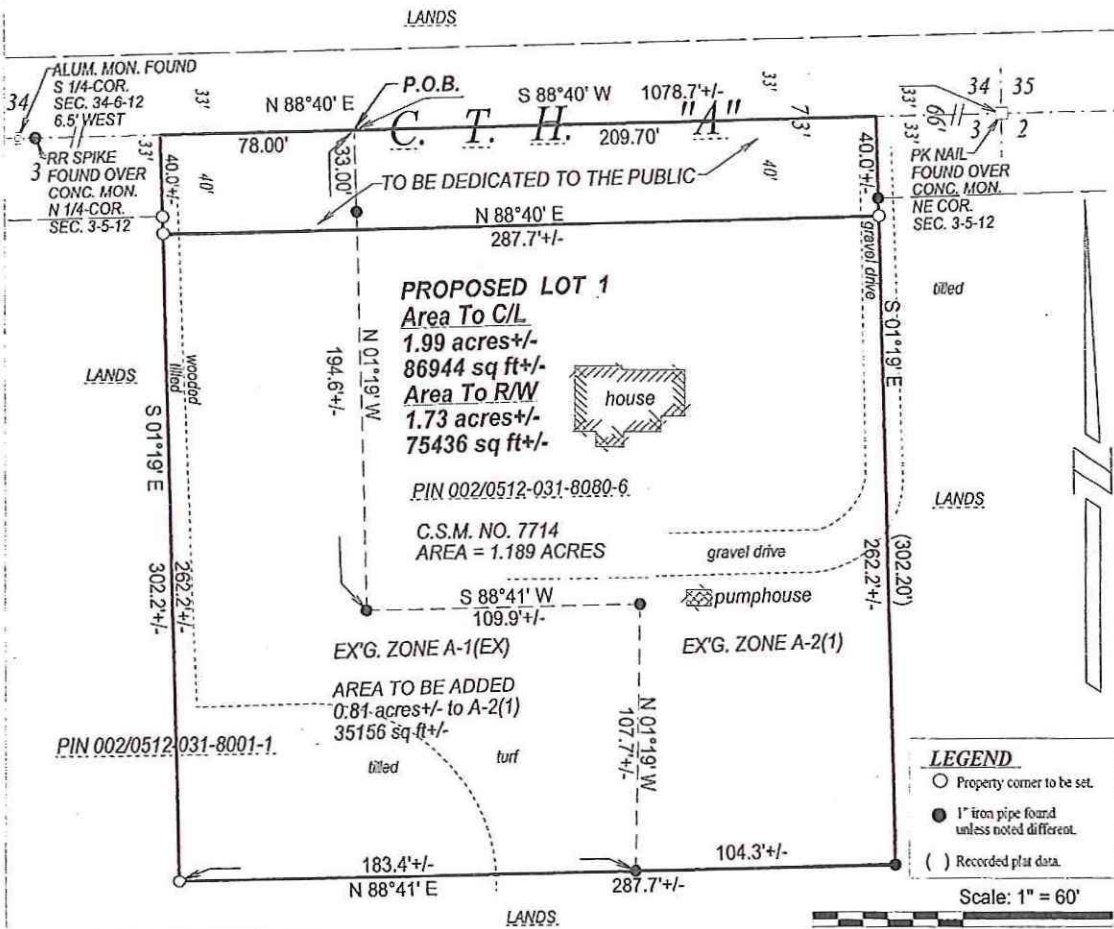 LANDS
ALUM. MON. FOUND
S 1/4-COR.
SEC. 34-6-12
6.5' WEST
34
3
RR SPIKE
FOUND OVER
CONC. MON.
N 1/4-COR.
SEC. 3-5-12
33'
33'
N 88°40' E
P.O.B.
S 88°40' W
1078.7'+/-
33'
33'
66'
33'
34
35
3
2
C. T. H. "A"
78.00'
209.70'
73'
40.0'+/-
40'
33.00'
TO BE DEDICATED TO THE PUBLIC
40'
40.0'+/-
PK NAIL
FOUND OVER
CONC. MON.
NE COR.
SEC. 3-5-12
N 88°40' E
287.7'+/-
gravel drive
tilled
PROPOSED LOT 1
Area To C/L
1.99 acres+/-
86944 sq ft+/-
Area To R/W
1.73 acres+/-
75436 sq ft+/-
house
N 01°19' W
194.6'+/-
LANDS
wooded
tilled
S 01°19' E
S 01°19' E
PIN 002/0512-031-8080-6
LANDS
C.S.M. NO. 7714
AREA = 1.189 ACRES
gravel drive
262.2'+/-
302.2'+/-
(302.20')
262.2'+/-
S 88°41' W
109.9'+/-
pumphouse
EX'G. ZONE A-1(EX)
EX'G. ZONE A-2(1)
AREA TO BE ADDED
0.81 acres+/- to A-2(1)
35156 sq ft+/-
N 01°19' W
107.7'+/-
PIN 002/0512-031-8001-1
tilled
turf
183.4'+/-
104.3'+/-
N 88°41' E
287.7'+/-
LANDS
N
LEGEND
Property corner to be set.
1" iron pipe found
unless noted different.
( ) Recorded plat data.
Scale: 1" = 60'